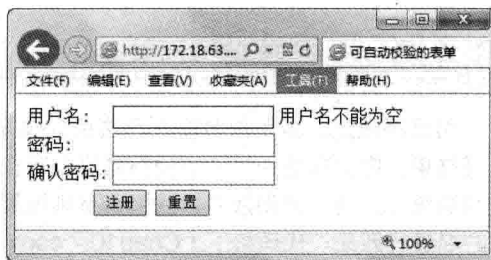 http://172.18.63.... 可自动校验的表单
文件(F) 编辑(E) 查看(V) 收藏夹(A) 工具(T) 帮助(H)
用户名: 用户名不能为空
密码:
确认密码:
注册 重置
100%